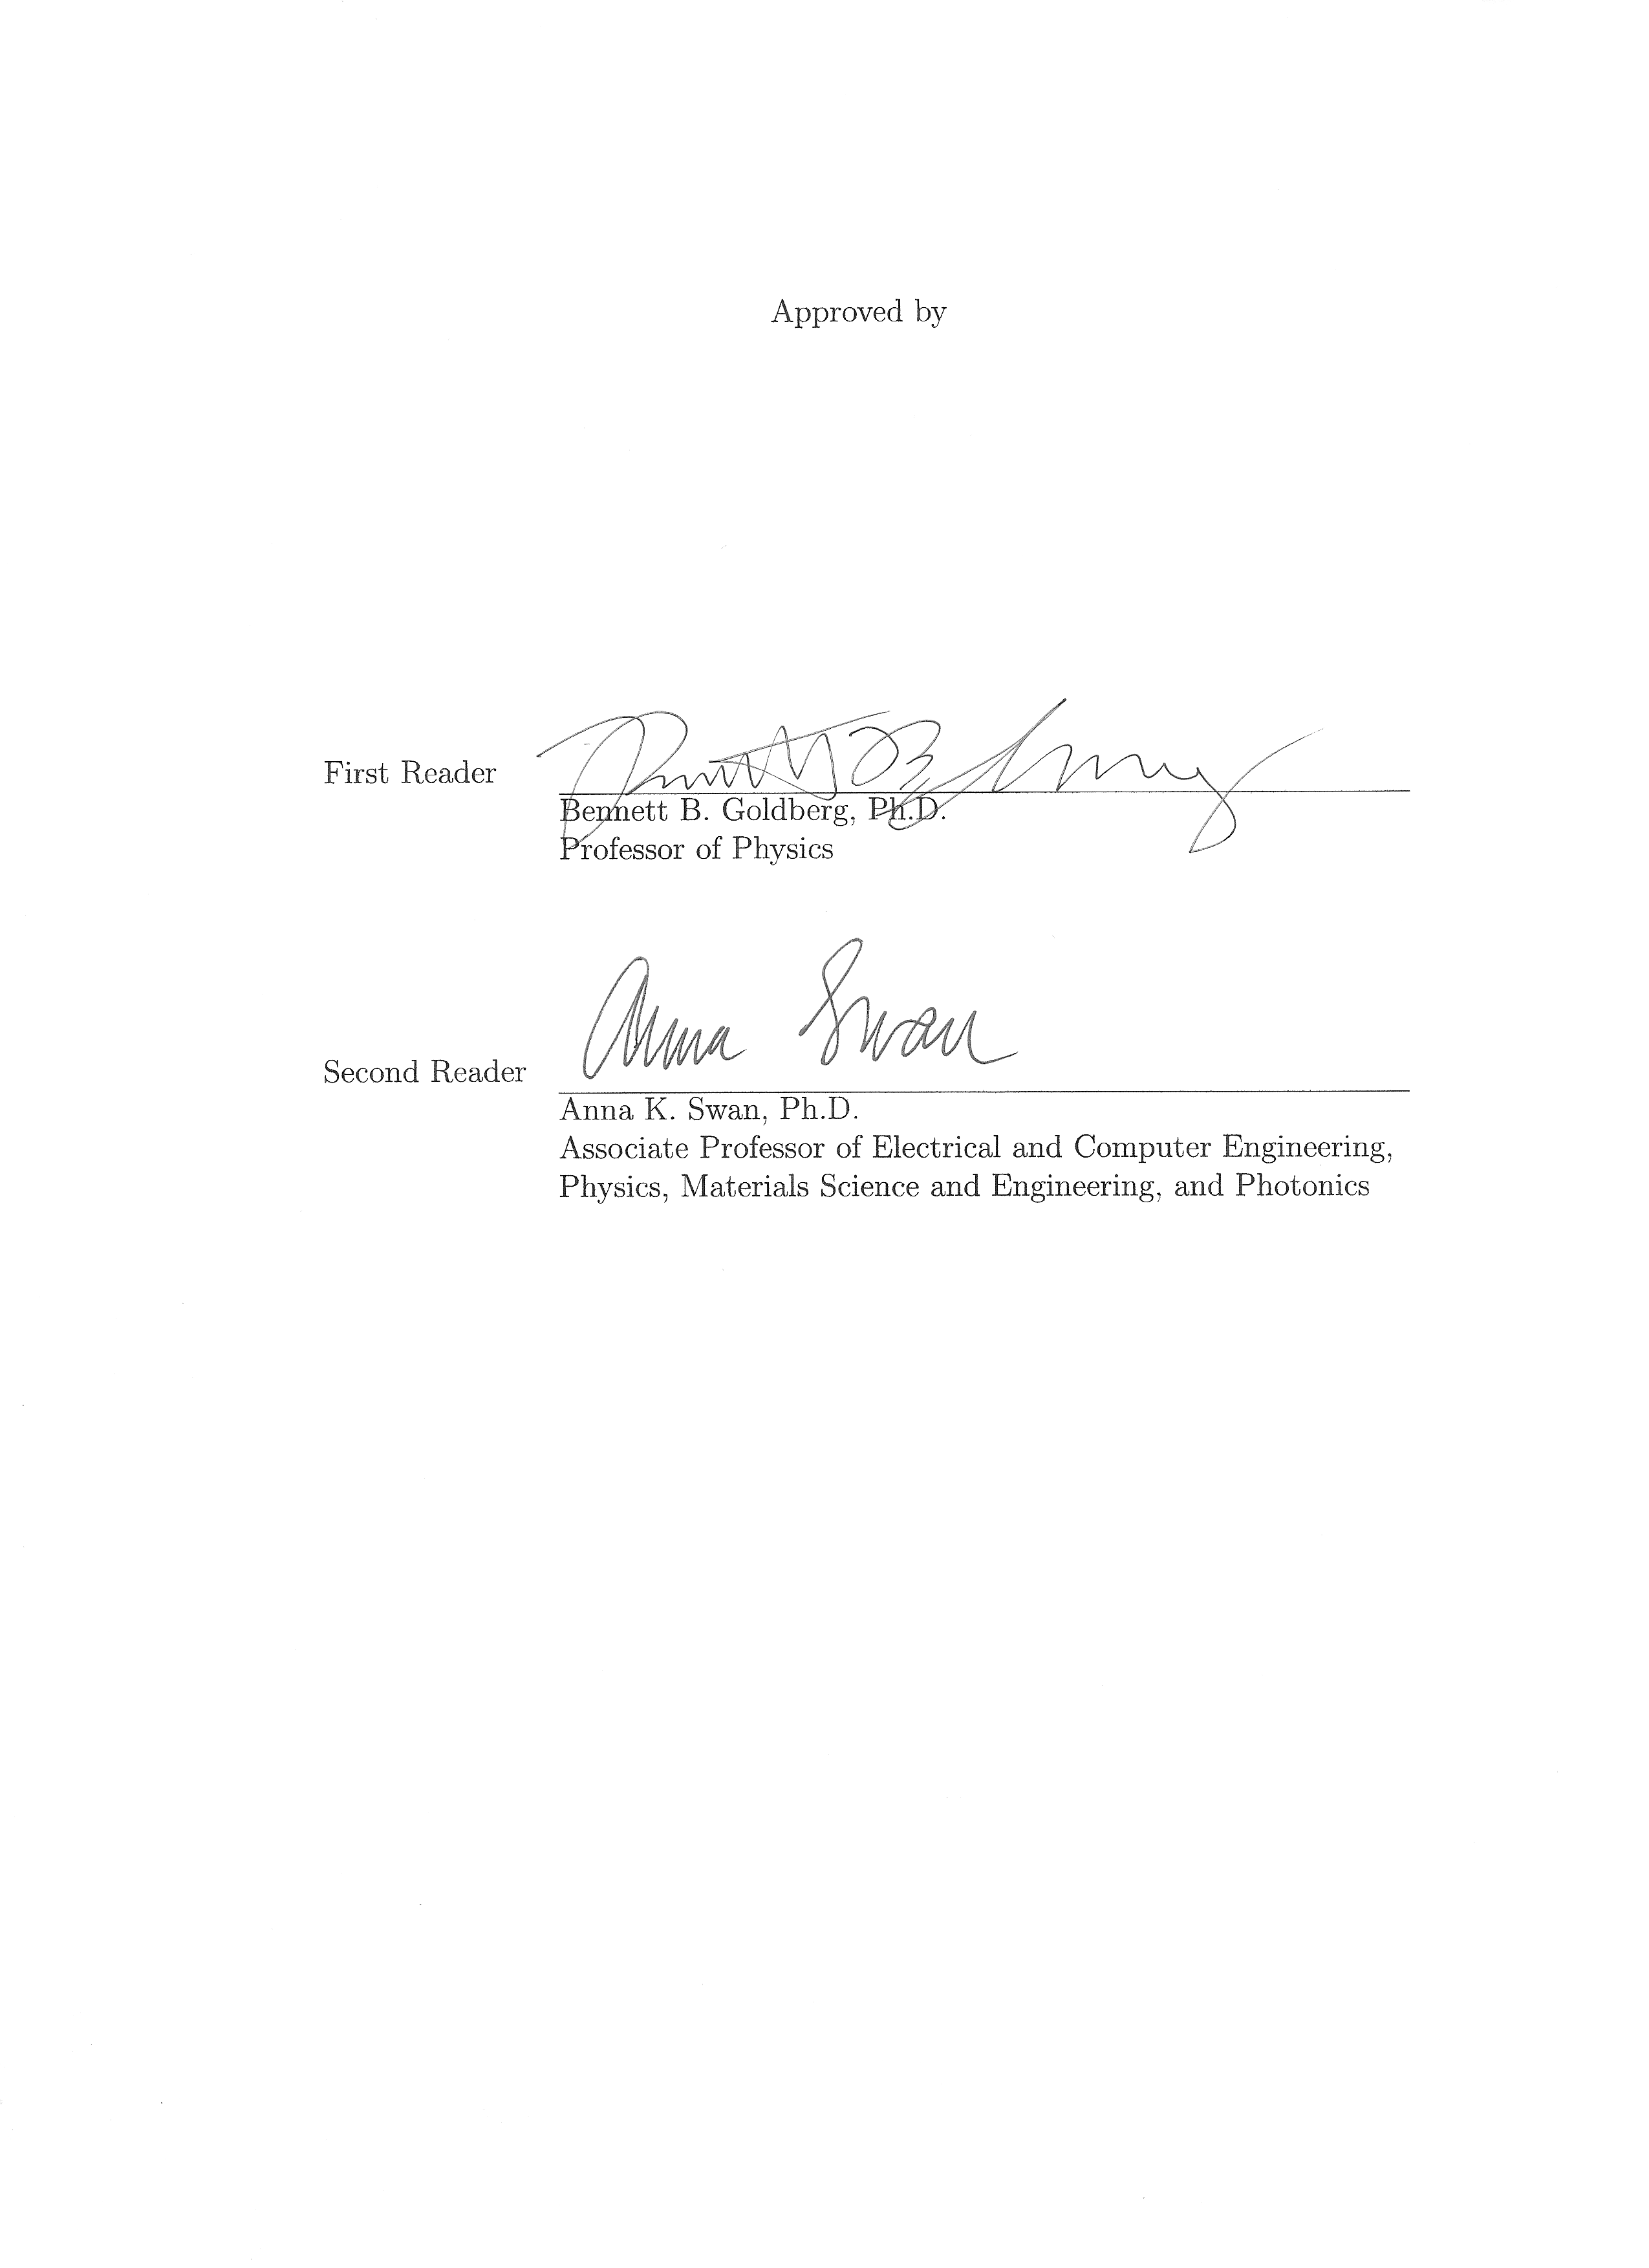 Approved by
First Reader
Bennett B. Goldberg, Ph.D.
Professor of Physics
Anna Swan
Second Reader
Anna K. Swan, Ph.D.
Associate Professor of Electrical and Computer Engineering,
Physics, Materials Science and Engineering, and Photonics